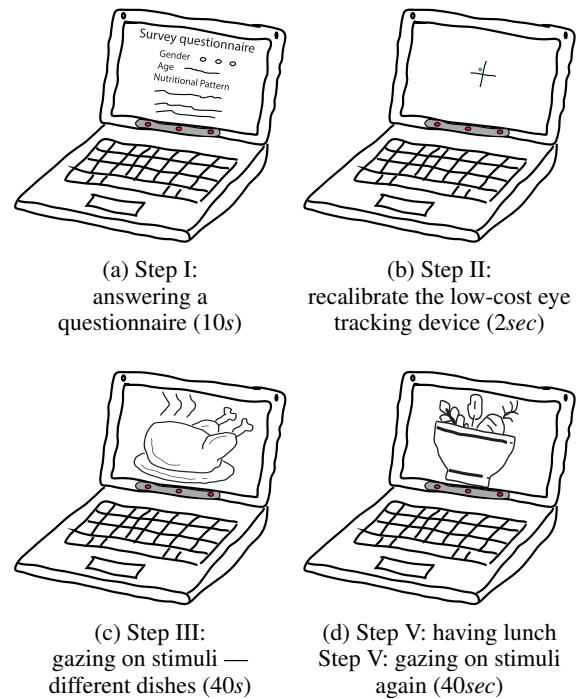 Survey questionnaire
Gender
Age
Nutritional Pattern
(a) Step I:
answering a
questionnaire (10s)
(b) Step II:
recalibrate the low-cost eye
tracking device (2sec)
(c) Step III:
gazing on stimuli —
different dishes (40s)
(d) Step V: having lunch
Step V: gazing on stimuli
again (40sec)